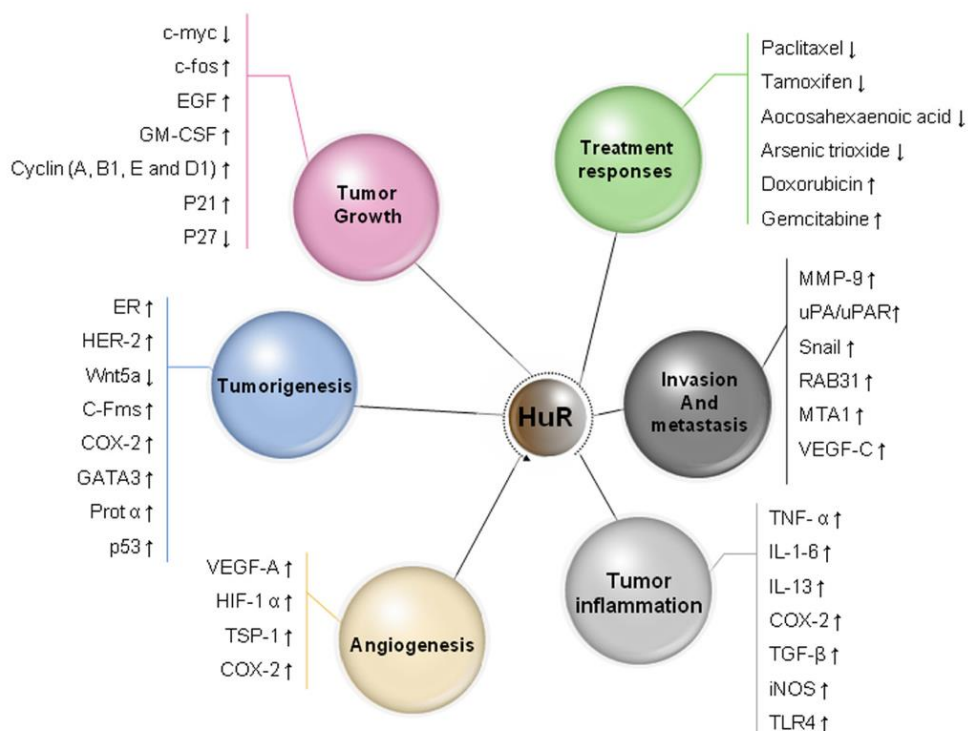 c-myc ↓
c-fos ↑
EGF ↑
GM-CSF ↑
Cyclin (A, B1, E and D1) ↑
P21 ↑
P27 ↓
Tumor
Growth
Paclitaxel ↓
Tamoxifen ↓
Aocosahexaenoic acid ↓
Arsenic trioxide ↓
Doxorubicin ↑
Gemcitabine ↑
Treatment
responses
ER ↑
HER-2 ↑
Wnt5a ↓
C-Fms ↑
COX-2 ↑
GATA3 ↑
Prot α ↑
p53 ↑
Tumorigenesis
HuR
MMP-9 ↑
uPA/uPAR ↑
Snail ↑
RAB31 ↑
MTA1 ↑
VEGF-C ↑
Invasion
And
metastasis
VEGF-A ↑
HIF-1 α ↑
TSP-1 ↑
COX-2 ↑
Angiogenesis
TNF- α ↑
IL-1-6 ↑
IL-13 ↑
COX-2 ↑
TGF-β ↑
iNOS ↑
TLR4 ↑
Tumor
inflammation